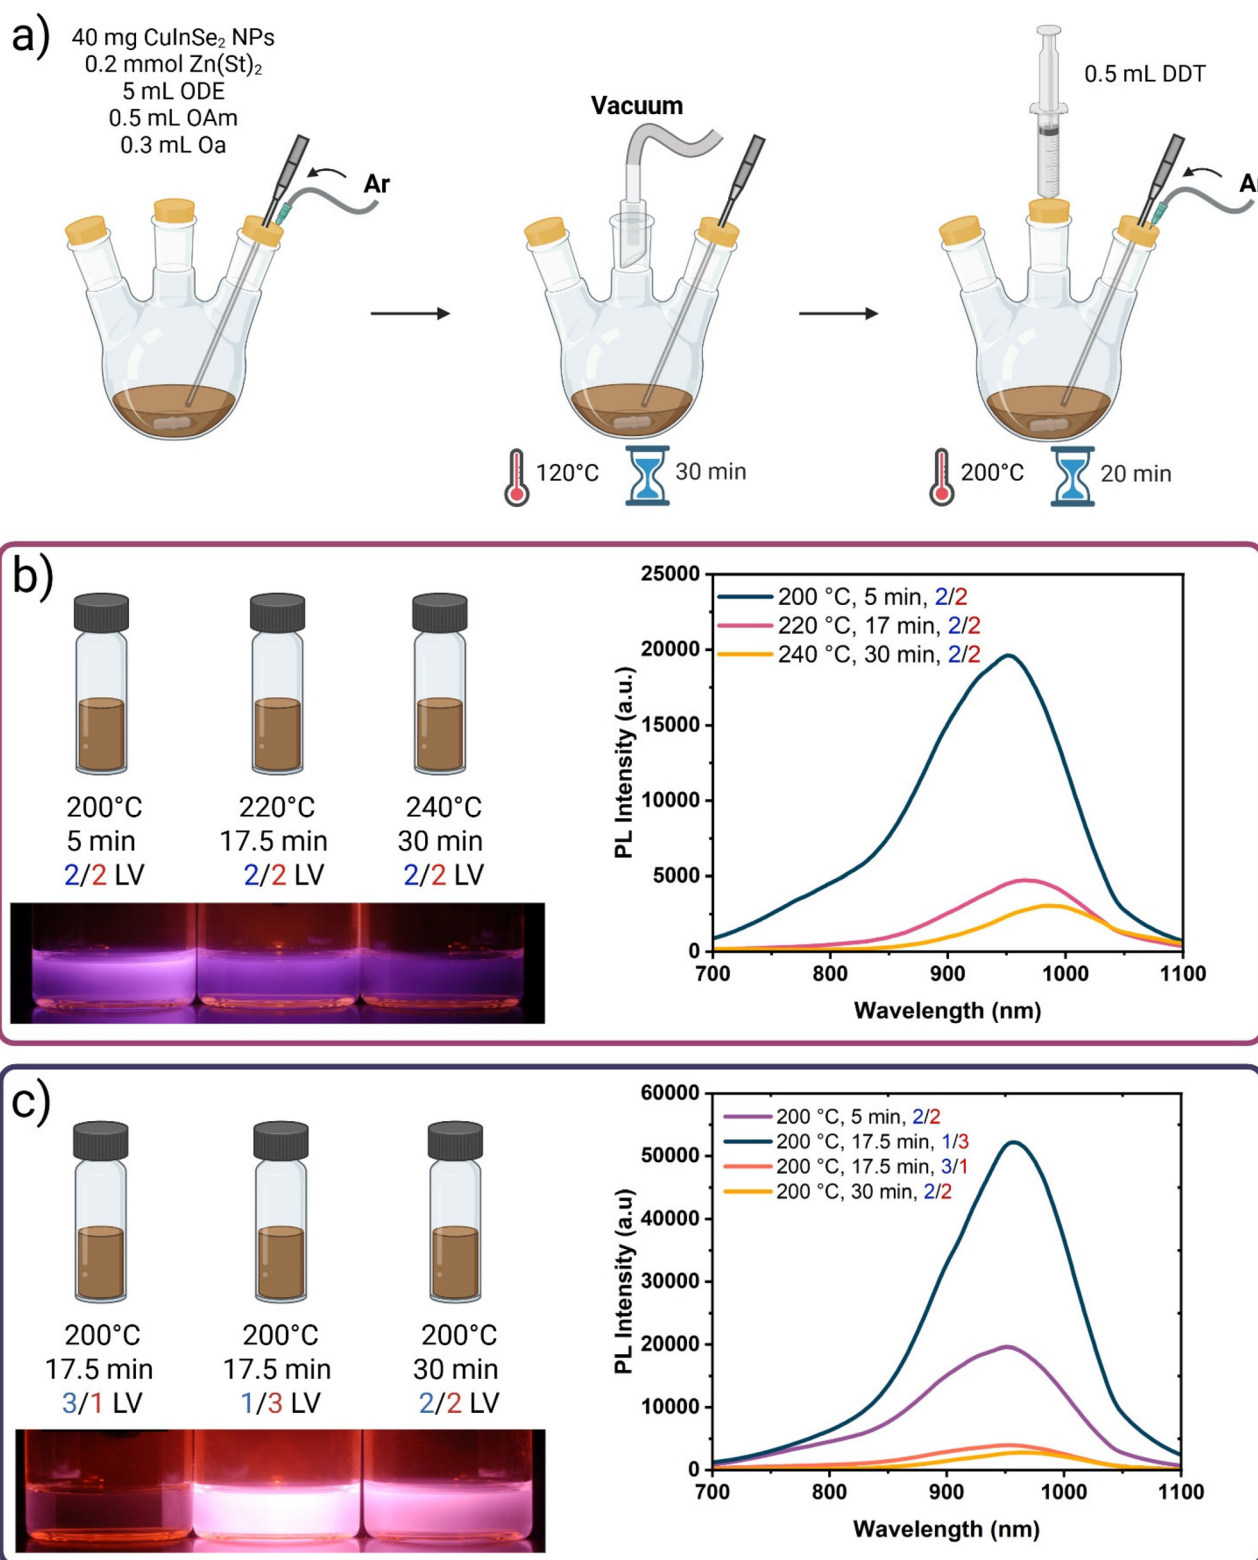 a)
40 mg CuInSe₂ NPs
0.2 mmol Zn(St)₂
5 mL ODE
0.5 mL OAm
0.3 mL Oa
Ar
Vacuum
120°C
30 min
0.5 mL DDT
Ar
200°C
20 min
b)
200°C
5 min
2/2 LV
220°C
17.5 min
2/2 LV
240°C
30 min
2/2 LV
25000
20000
15000
10000
5000
0
PL Intensity (a.u.)
200 °C, 5 min, 2/2
220 °C, 17 min, 2/2
240 °C, 30 min, 2/2
700 800 900 1000 1100
Wavelength (nm)
c)
200°C
17.5 min
3/1 LV
200°C
17.5 min
1/3 LV
200°C
30 min
2/2 LV
60000
50000
40000
30000
20000
10000
0
PL Intensity (a.u)
200 °C, 5 min, 2/2
200 °C, 17.5 min, 1/3
200 °C, 17.5 min, 3/1
200 °C, 30 min, 2/2
700 800 900 1000 1100
Wavelength (nm)